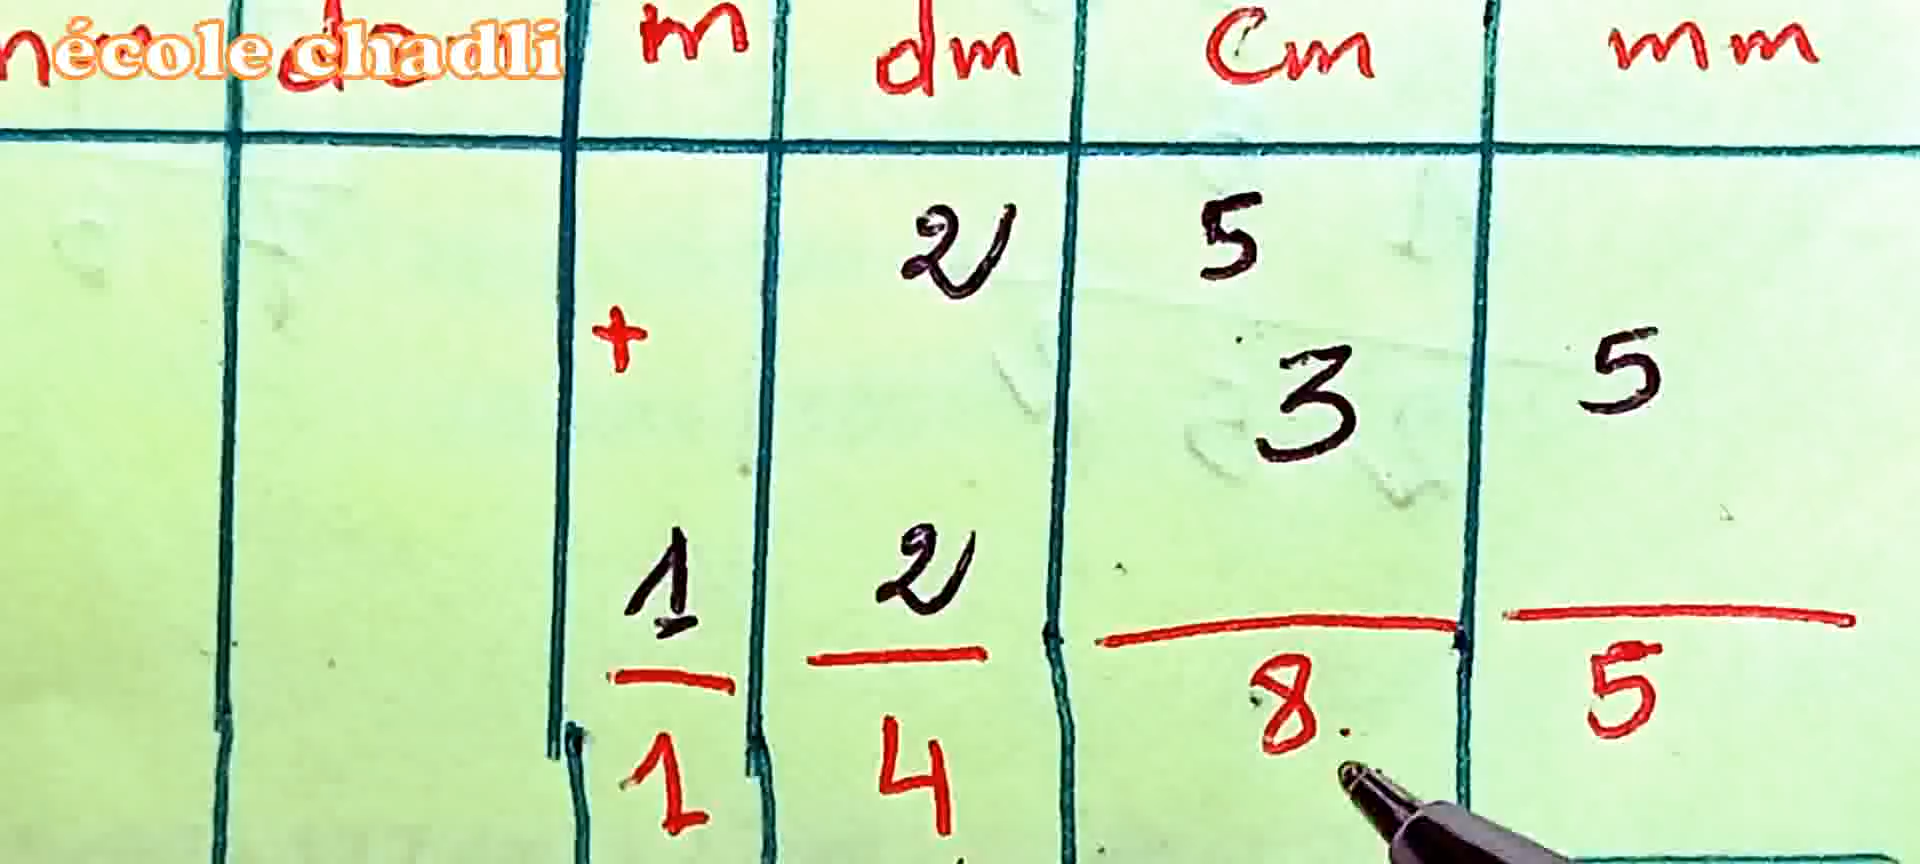 école chadli
m dm cm mm
2 5
+ 3 5
1 2
1 4 8. 5